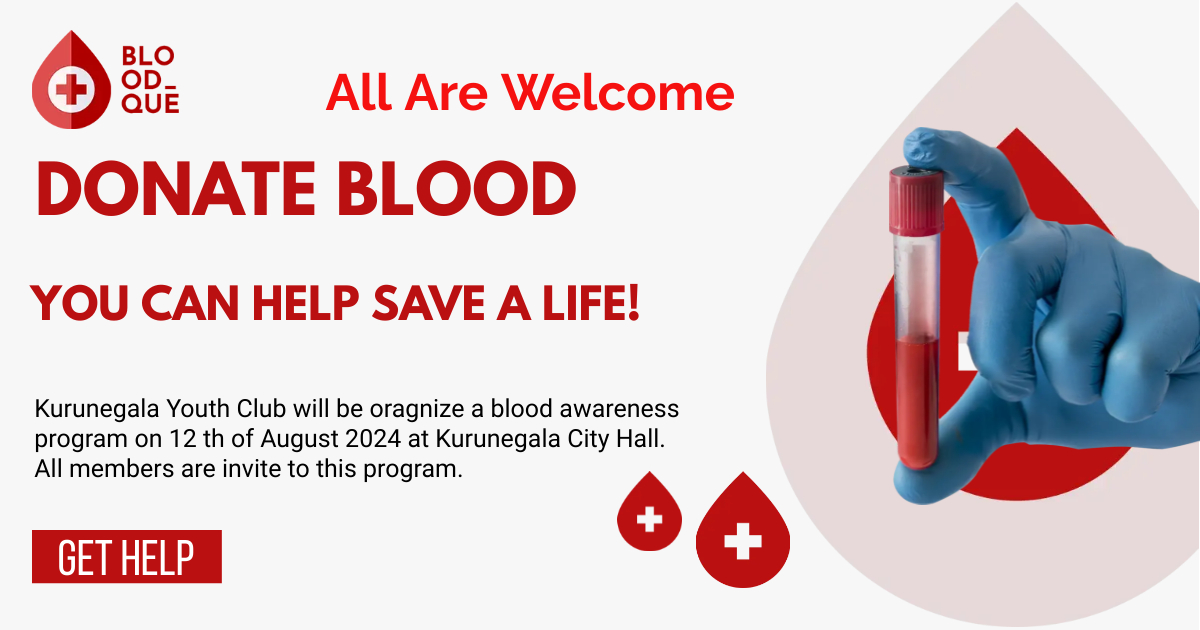 BLO
OD_
QUE
All Are Welcome
DONATE BLOOD
YOU CAN HELP SAVE A LIFE!
Kurunegala Youth Club will be oragnize a blood awareness
program on 12 th of August 2024 at Kurunegala City Hall.
All members are invite to this program.
GET HELP